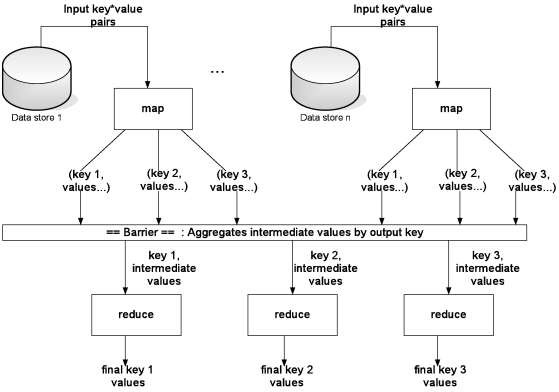 Input key*value
pairs
Input key*value
pairs
...
Data store 1
map
Data store n
map
(key 1,
values...)
(key 2,
values...)
(key 3,
values...)
(key 1,
values...)
(key 2,
values...)
(key 3,
values...)
== Barrier == : Aggregates intermediate values by output key
key 1,
intermediate
values
key 2,
intermediate
values
key 3,
intermediate
values
reduce
reduce
reduce
final key 1
values
final key 2
values
final key 3
values